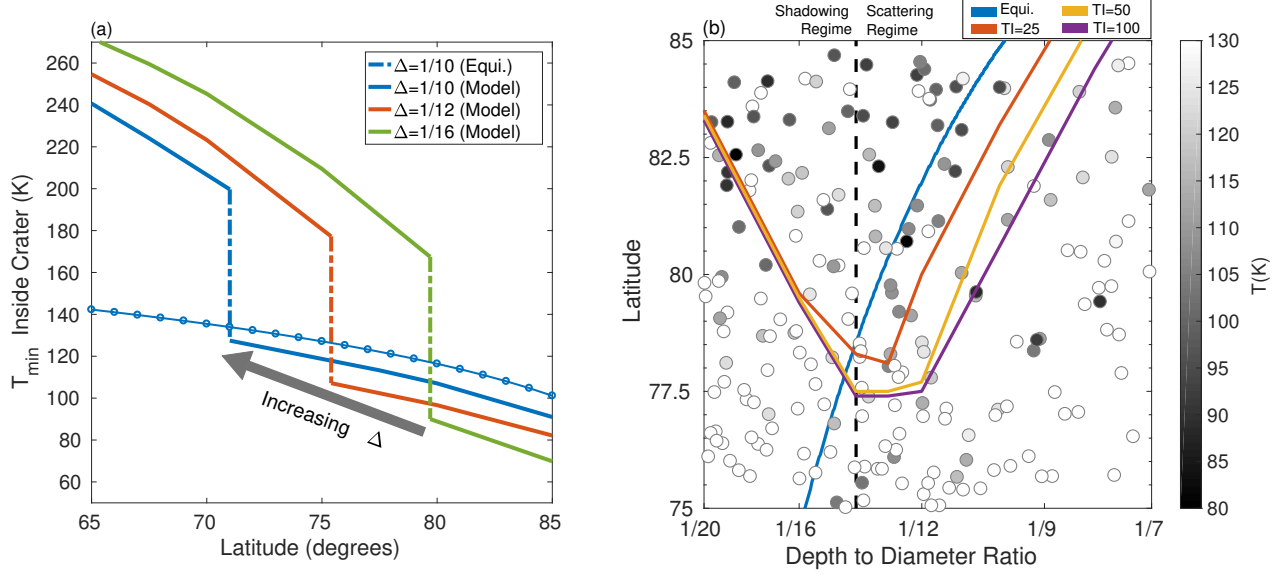 (a)
T_min Inside Crater (K)
260
240
220
200
180
160
140
120
100
80
60
65
70
75
80
85
Latitude (degrees)
Δ=1/10 (Equi.)
Δ=1/10 (Model)
Δ=1/12 (Model)
Δ=1/16 (Model)
Increasing Δ
(b)
Shadowing
Regime
Scattering
Regime
Equi.
TI=50
TI=25
TI=100
Latitude
85
82.5
80
77.5
75
1/20
1/16
1/12
1/9
1/7
Depth to Diameter Ratio
130
125
120
115
110
105
100
95
90
85
80
T(K)